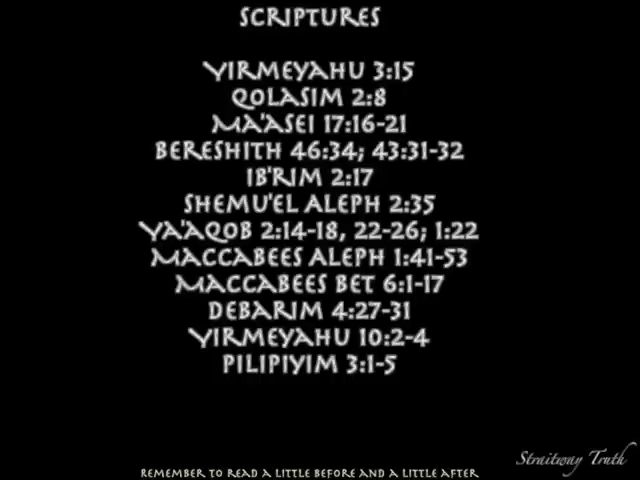 SCRIPTURES
YIRMEYAHU 3:15
QOLASIM 2:8
MA'ASEI 17:16-21
BERESHITH 46:34; 43:31-32
IB'RIM 2:17
SHEMU'EL ALEPH 2:35
YA'AQOB 2:14-18, 22-26; 1:22
MACCABEES ALEPH 1:41-53
MACCABEES BET 6:1-17
DEBARIM 4:27-31
YIRMEYAHU 10:2-4
PILIPIYIM 3:1-5
Straitway Truth
REMEMBER TO READ A LITTLE BEFORE AND A LITTLE AFTER